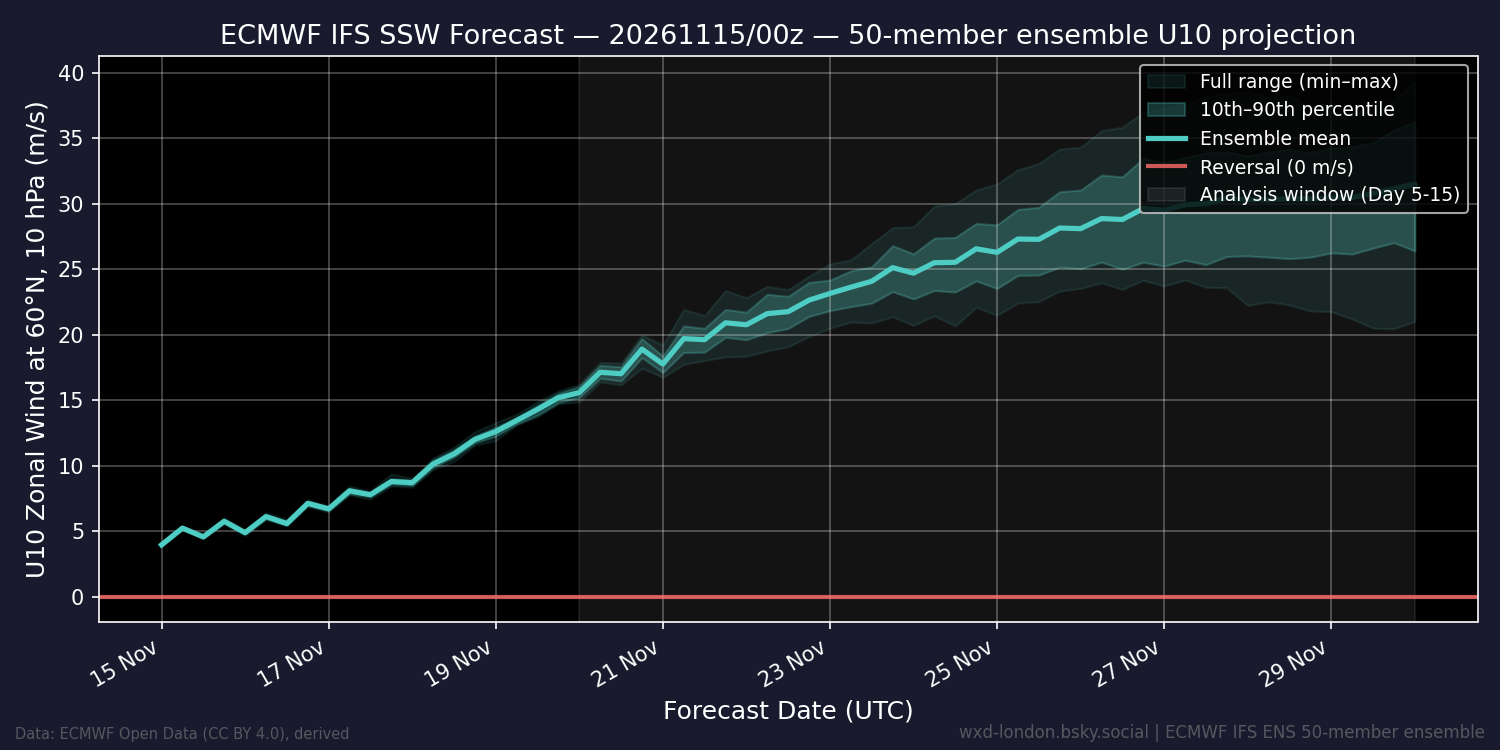 ECMWF IFS SSW Forecast — 20261115/00z — 50-member ensemble U10 projection
Full range (min–max)
10th–90th percentile
Ensemble mean
Reversal (0 m/s)
Analysis window (Day 5-15)
U10 Zonal Wind at 60°N, 10 hPa (m/s)
40
35
30
25
20
15
10
5
0
15 Nov
17 Nov
19 Nov
21 Nov
23 Nov
25 Nov
27 Nov
29 Nov
Forecast Date (UTC)
Data: ECMWF Open Data (CC BY 4.0), derived
wxd-london.bsky.social | ECMWF IFS ENS 50-member ensemble